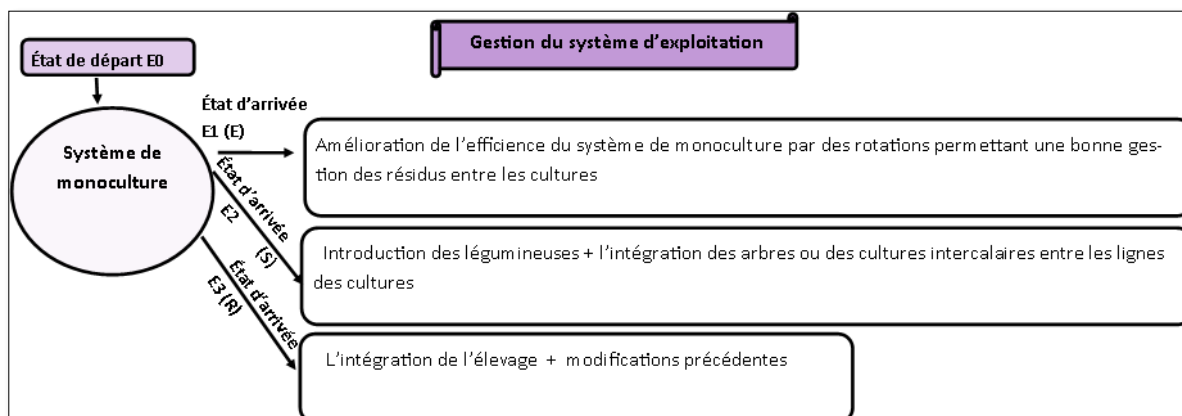 Gestion du système d'exploitation
État de départ E0
État d'arrivée
E1 (E)
Système de
monoculture
Amélioration de l'efficience du système de monoculture par des rotations permettant une bonne ges-
tion des résidus entre les cultures
État d'arrivée
E2 (S)
Introduction des légumineuses + l'intégration des arbres ou des cultures intercalaires entre les lignes
des cultures
État d'arrivée
E3 (R)
L'intégration de l'élevage + modifications précédentes